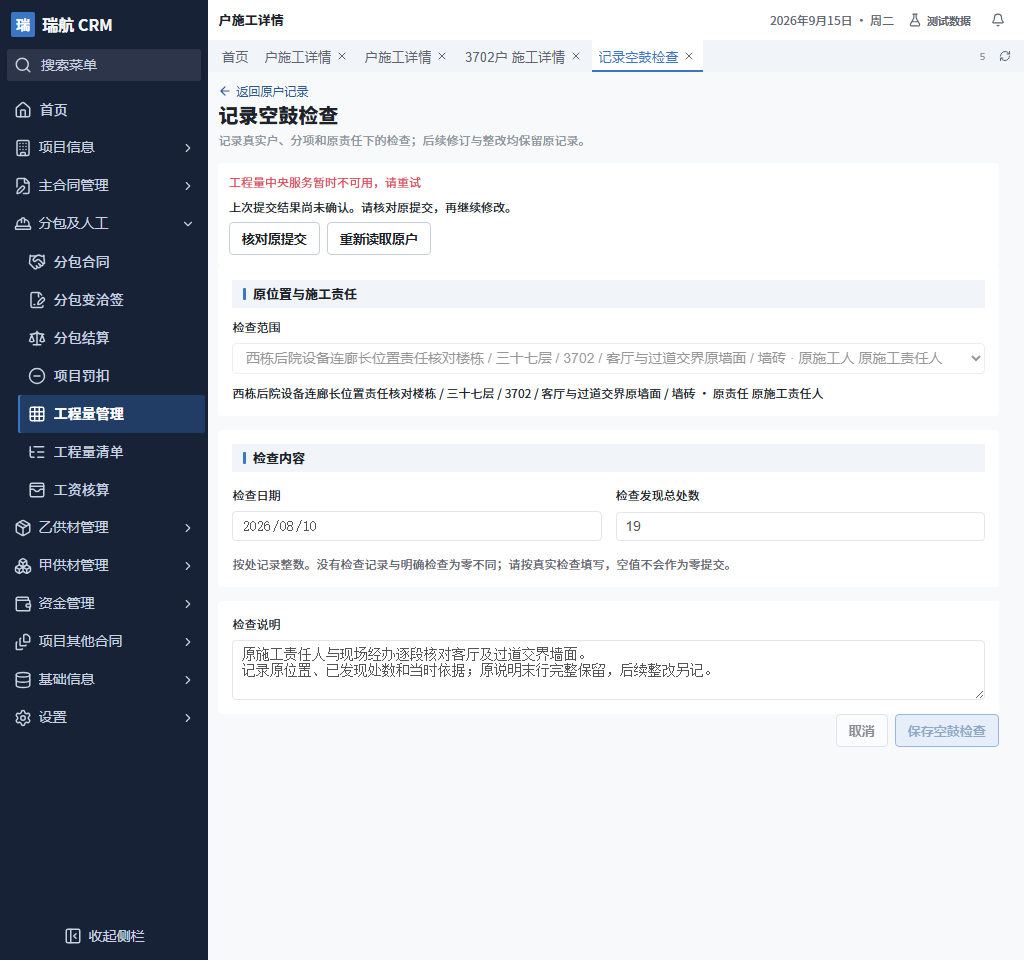 瑞 瑞航 CRM
搜索菜单
首页
项目信息
主合同管理
分包及人工
分包合同
分包变洽签
分包结算
项目罚扣
工程量管理
工程量清单
工资核算
乙供材管理
甲供材管理
资金管理
项目其他合同
基础信息
设置
收起侧栏
户施工详情
2026年9月15日 · 周二 测试数据
首页 户施工详情 × 户施工详情 × 3702户 施工详情 × 记录空鼓检查 × 5
← 返回原户记录
记录空鼓检查
记录真实户、分项和原责任下的检查；后续修订与整改均保留原记录。
工程量中央服务暂时不可用，请重试
上次提交结果尚未确认。请核对原提交，再继续修改。
核对原提交 重新读取原户
原位置与施工责任
检查范围
西栋后院设备连廊长位置责任核对楼栋 / 三十七层 / 3702 / 客厅与过道交界原墙面 / 墙砖 · 原施工人 原施工责任人
西栋后院设备连廊长位置责任核对楼栋 / 三十七层 / 3702 / 客厅与过道交界原墙面 / 墙砖 · 原责任 原施工责任人
检查内容
检查日期 检查发现总处数
2026/08/10 19
按处记录整数。没有检查记录与明确检查为零不同；请按真实检查填写，空值不会作为零提交。
检查说明
原施工责任人与现场经办逐段核对客厅及过道交界墙面。
记录原位置、已发现处数和当时依据；原说明末行完整保留，后续整改另记。
取消 保存空鼓检查